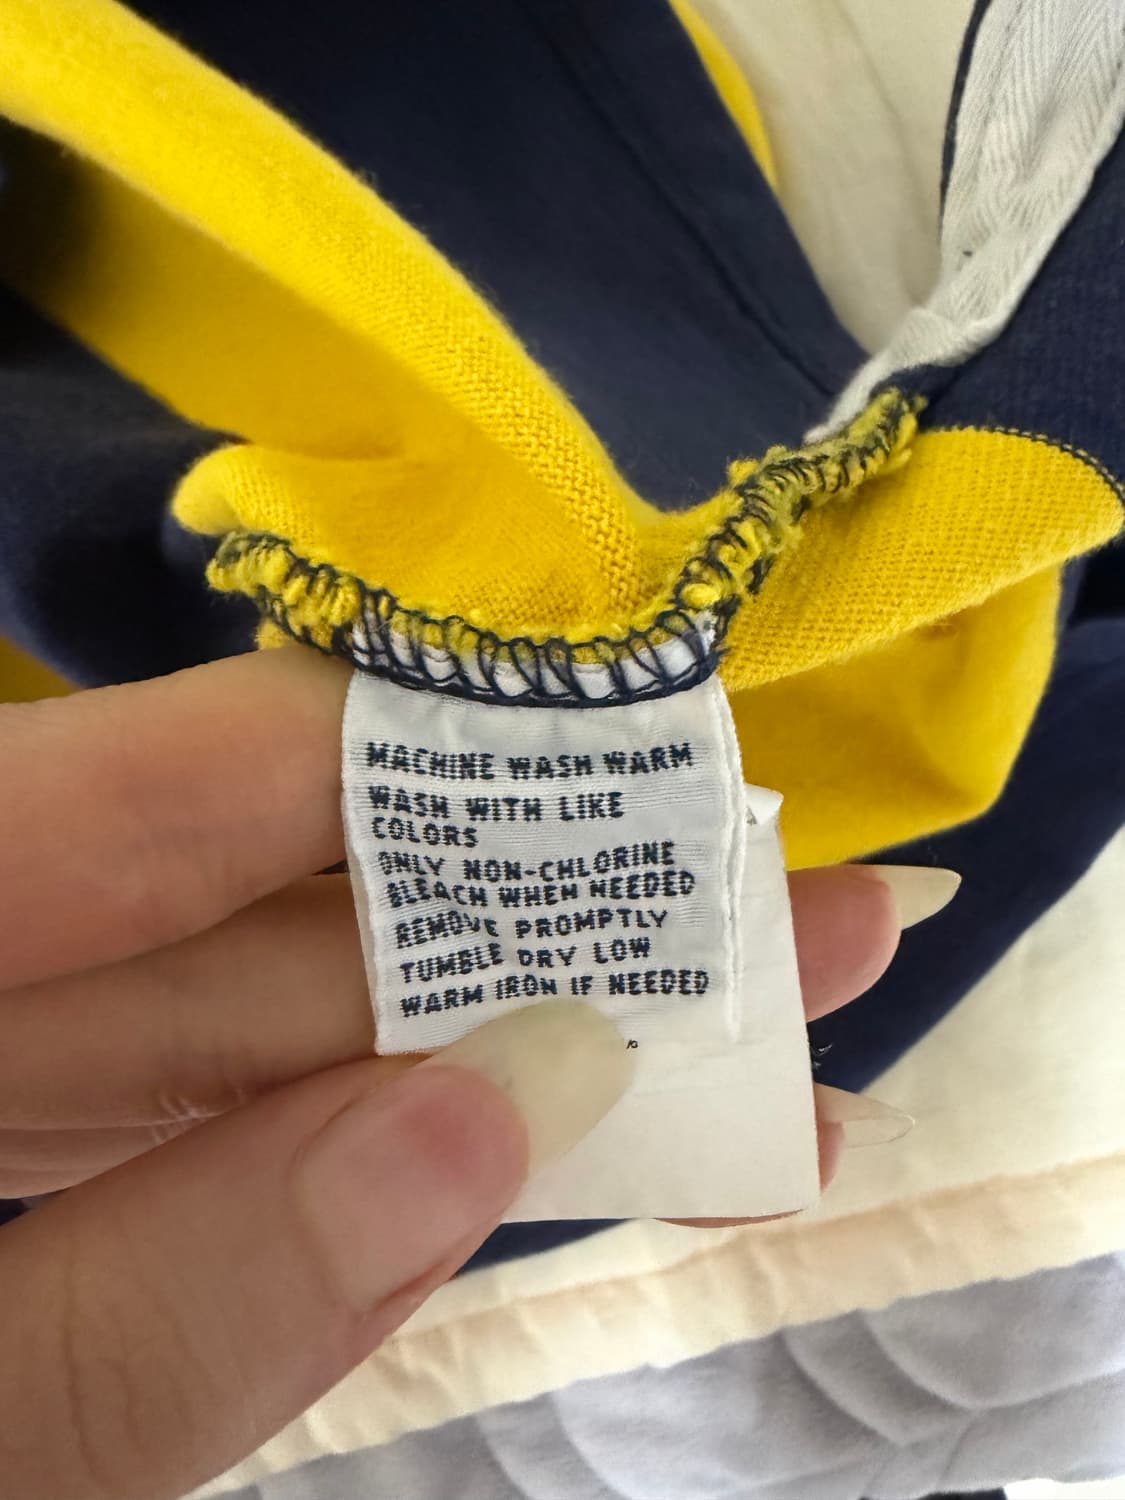 MACHINE WASH WARM
WASH WITH LIKE
COLORS
ONLY NON-CHLORINE
BLEACH WHEN NEEDED
REMOVE PROMPTLY
TUMBLE DRY LOW
WARM IRON IF NEEDED